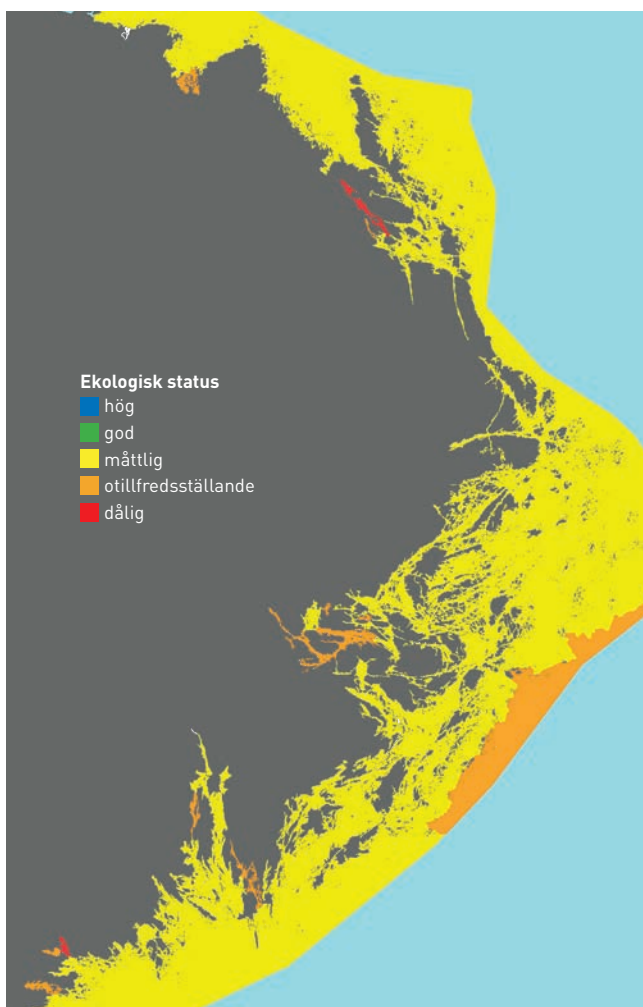 Ekologisk status
hög
god
måttlig
otillfredsställande
dålig